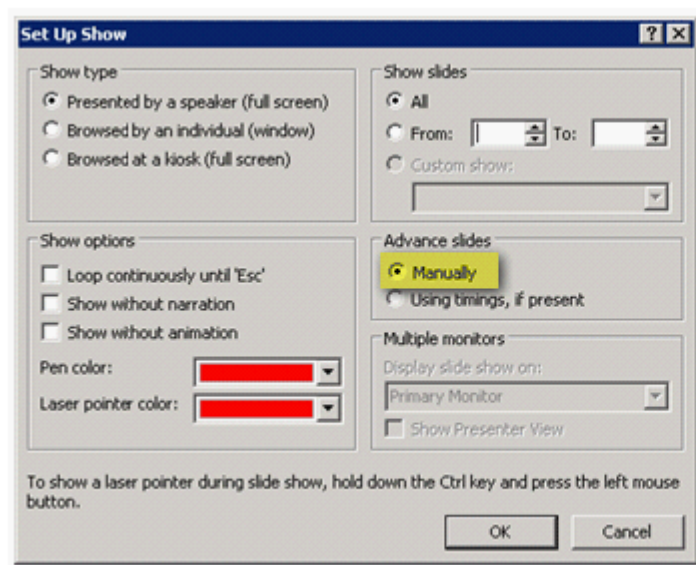 Set Up Show
Show type
Presented by a speaker (full screen)
Browsed by an individual (window)
Browsed at a kiosk (full screen)
Show slides
All
From: To:
Custom show:
Show options
Loop continuously until 'Esc'
Show without narration
Show without animation
Pen color:
Laser pointer color:
Advance slides
Manually
Using timings, if present
Multiple monitors
Display slide show on:
Primary Monitor
Show Presenter View
To show a laser pointer during slide show, hold down the Ctrl key and press the left mouse
button.
OK Cancel